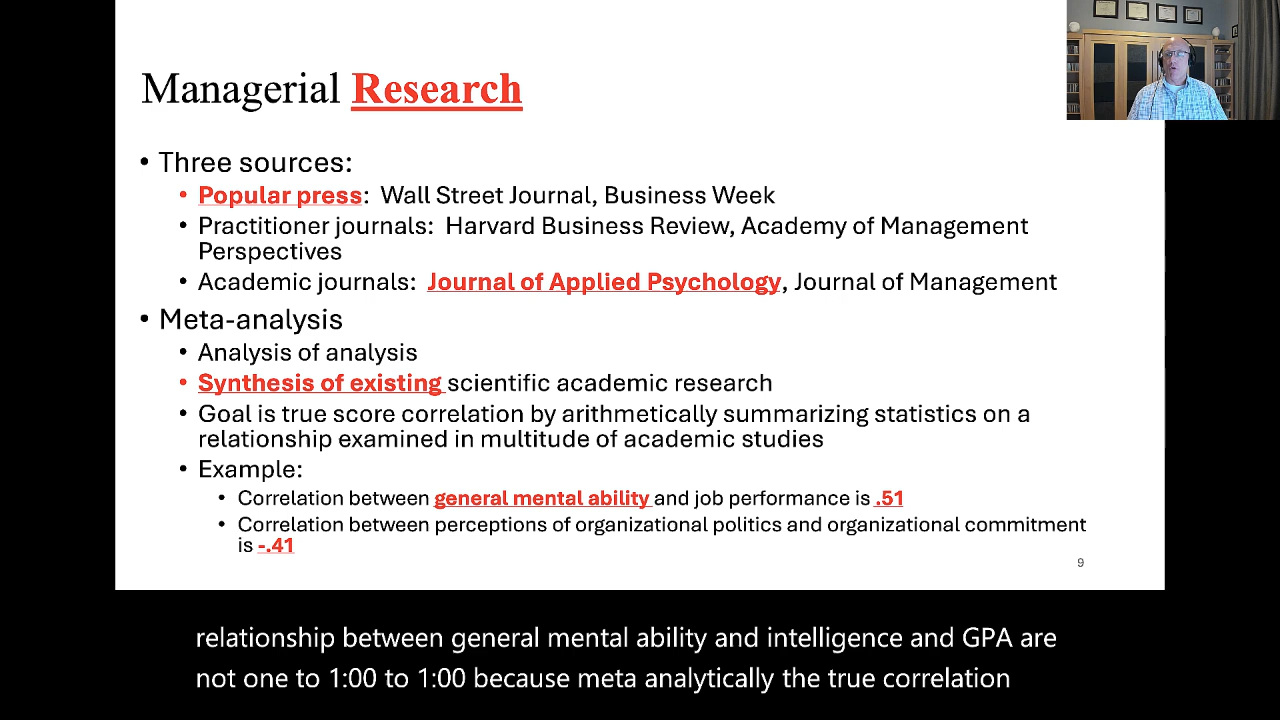 Managerial Research
• Three sources:
• Popular press: Wall Street Journal, Business Week
• Practitioner journals: Harvard Business Review, Academy of Management
Perspectives
• Academic journals: Journal of Applied Psychology, Journal of Management
• Meta-analysis
• Analysis of analysis
• Synthesis of existing scientific academic research
• Goal is true score correlation by arithmetically summarizing statistics on a
relationship examined in multitude of academic studies
• Example:
• Correlation between general mental ability and job performance is .51
• Correlation between perceptions of organizational politics and organizational commitment
is -.41
9
relationship between general mental ability and intelligence and GPA are
not one to 1:00 to 1:00 because meta analytically the true correlation